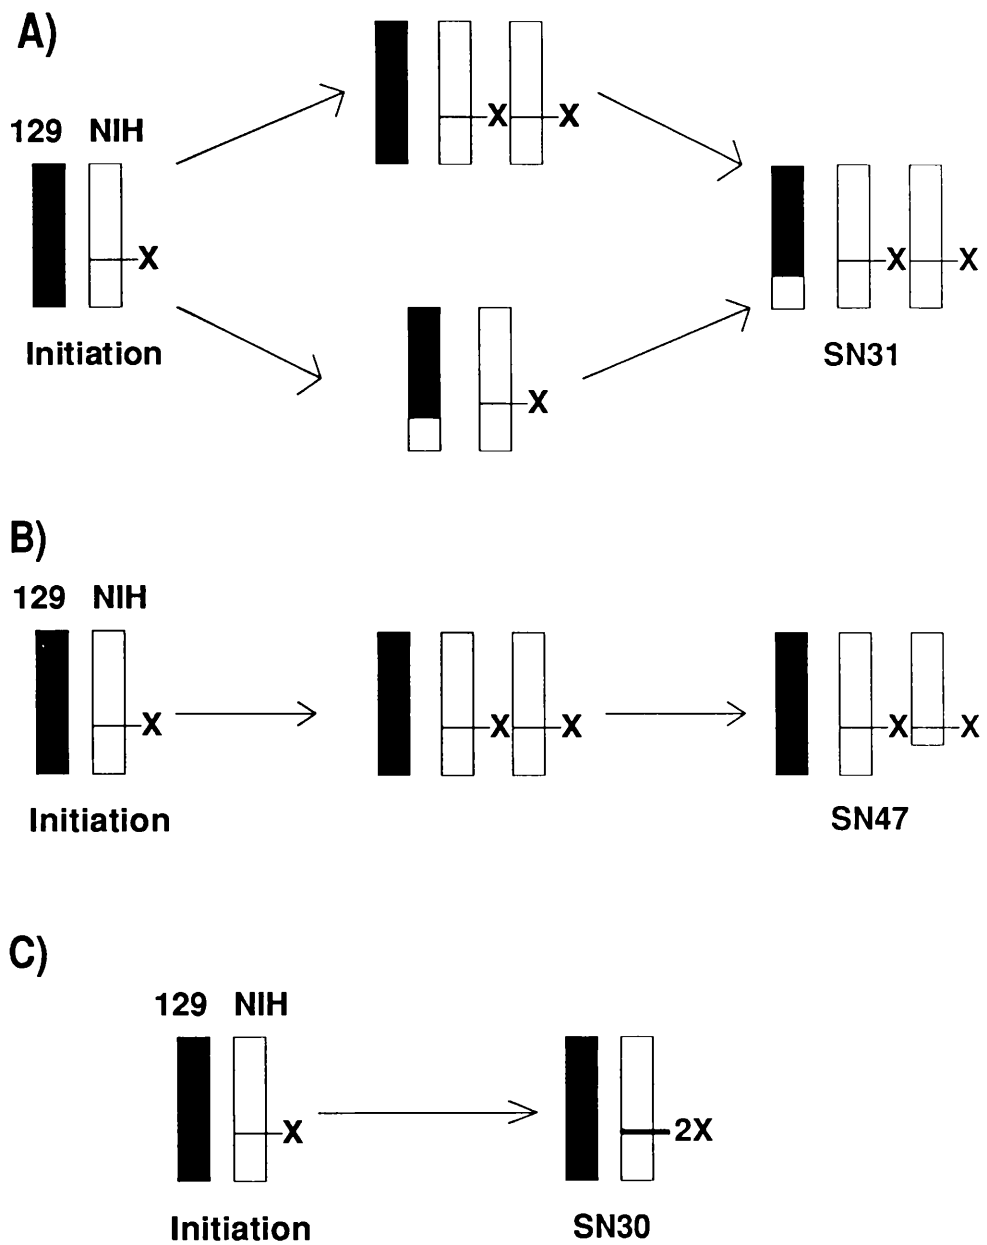 A)
X X
129 NIH
X
X X
Initiation
SN31
X
B)
129 NIH
X X X X X
Initiation
SN47
C)
129 NIH
X 2X
Initiation
SN30